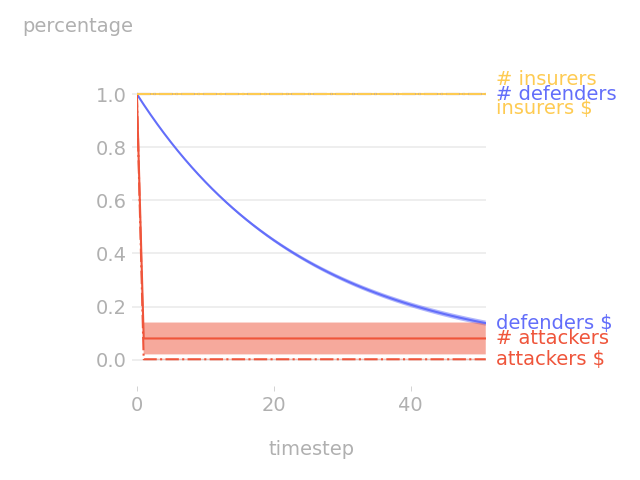 percentage
# insurers
# defenders
insurers $
1.0
0.8
0.6
0.4
0.2
0.0
defenders $
# attackers
attackers $
0 20 40
timestep